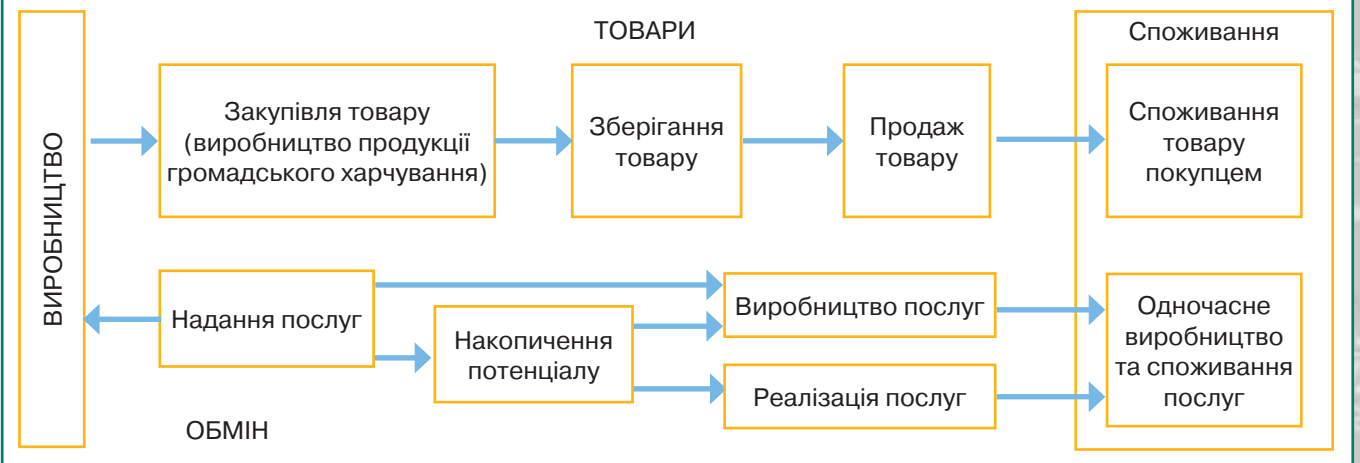 ТОВАРИ
Споживання
ВИРОБНИЦТВО
Закупівля товару
(виробництво продукції
громадського харчування)
Зберігання
товару
Продаж
товару
Споживання
товару
покупцем
Надання послуг
Накопичення
потенціалу
Виробництво послуг
Реалізація послуг
Одночасне
виробництво
та споживання
послуг
ОБМІН